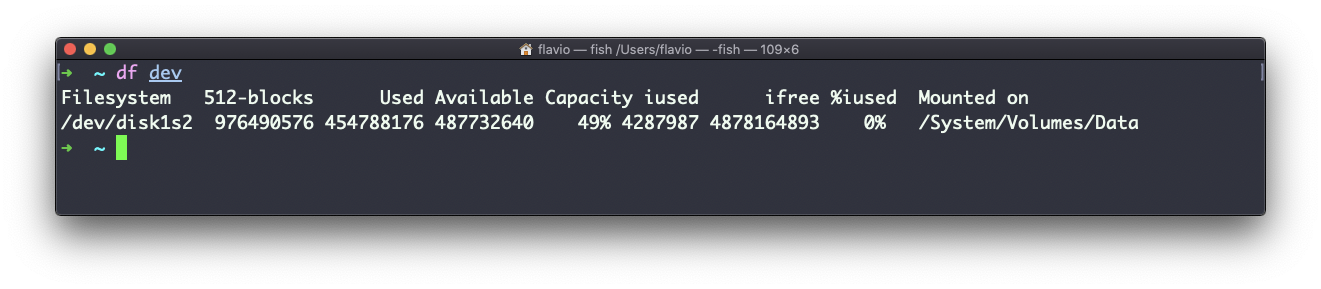 flavio — fish /Users/flavio — -fish — 109×6
➜ ~ df dev
Filesystem 512-blocks Used Available Capacity iused ifree %iused Mounted on
/dev/disk1s2 976490576 454788176 487732640 49% 4287987 4878164893 0% /System/Volumes/Data
➜ ~